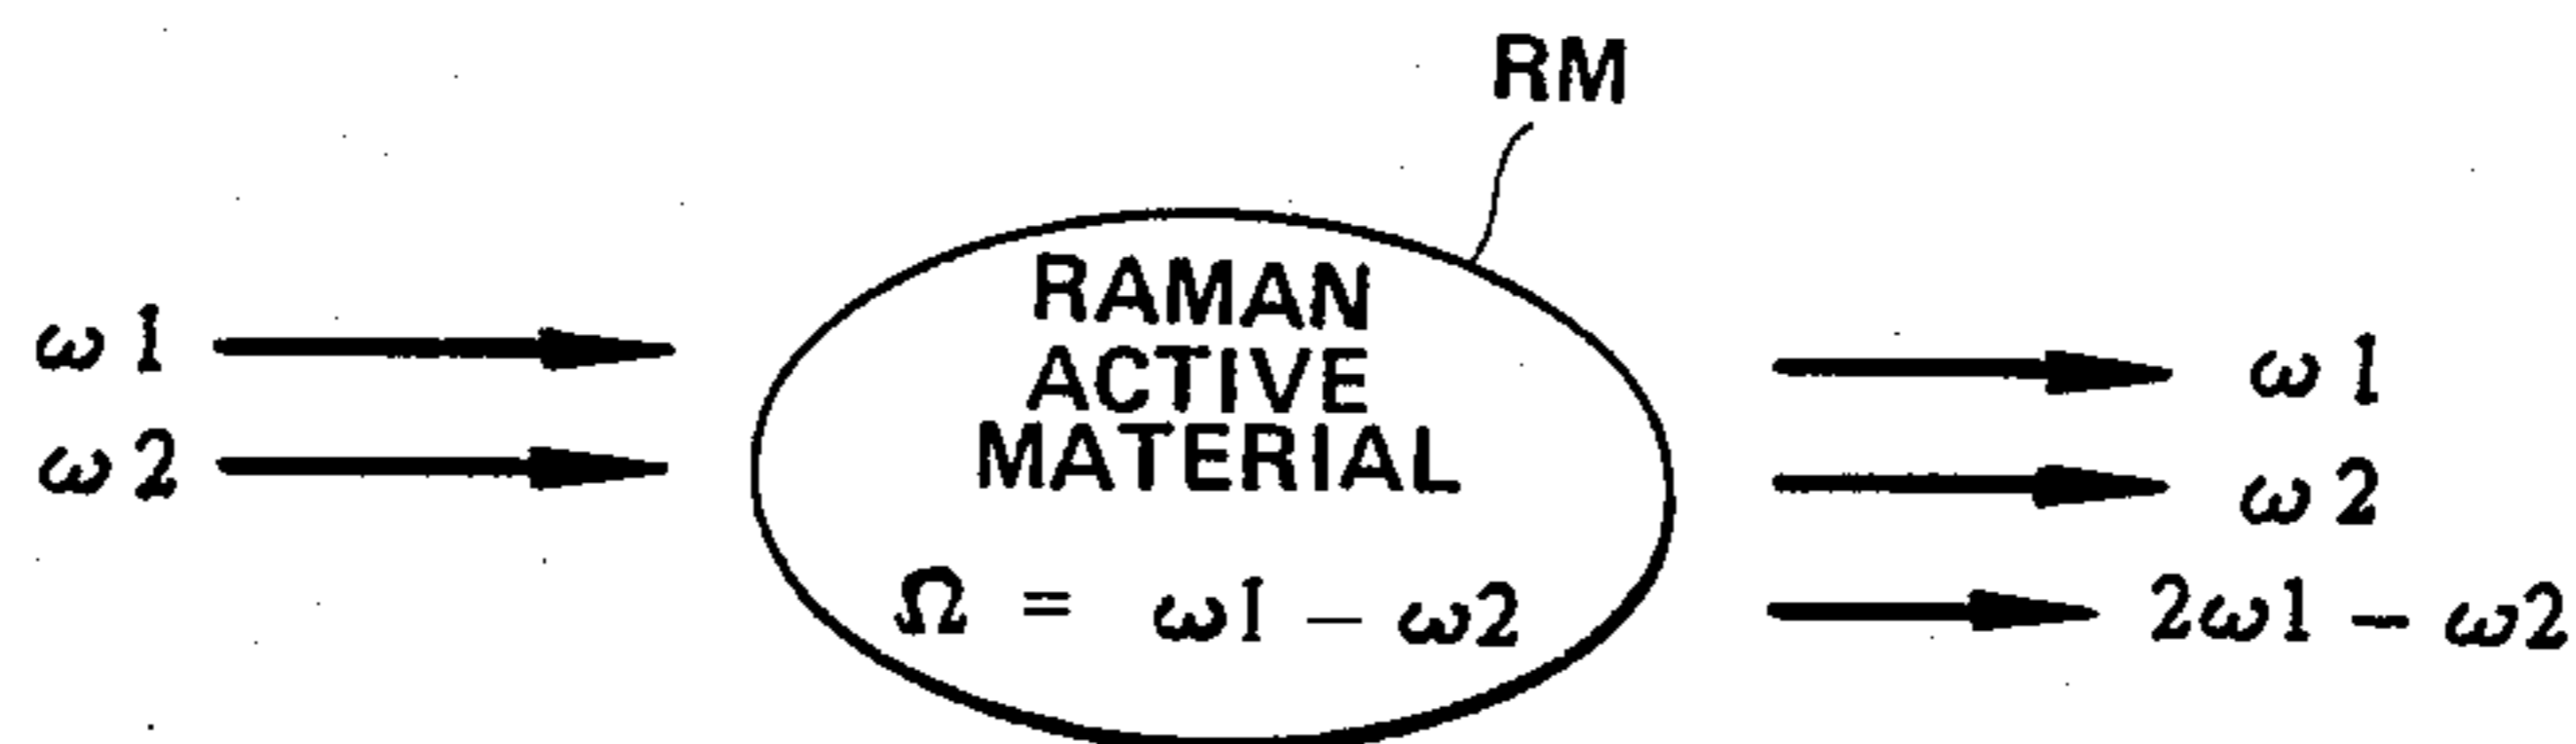 RM
RAMAN
ACTIVE
MATERIAL
Ω = ω1 – ω2
ω1
ω2
ω1
ω2
2ω1 – ω2